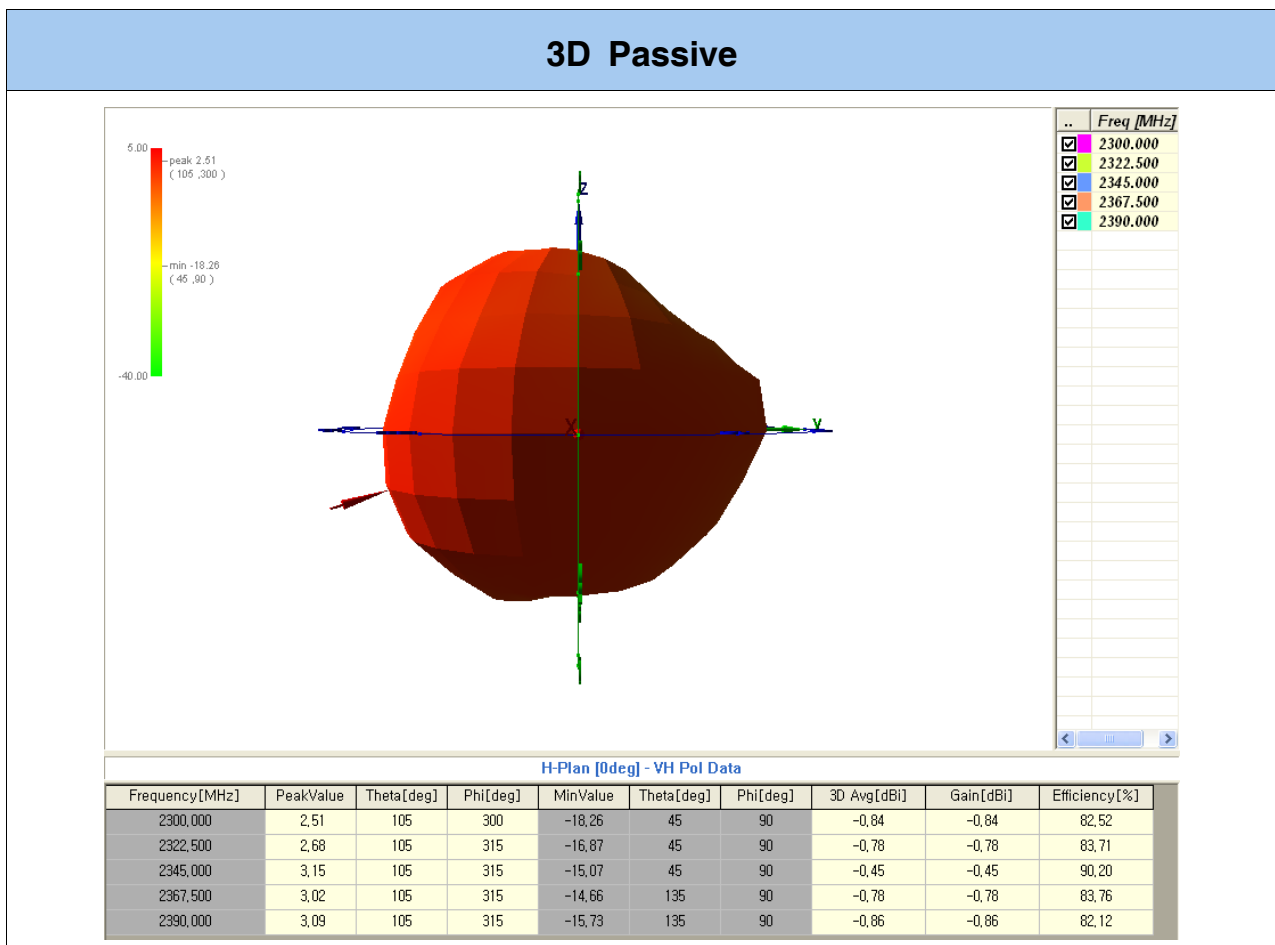 3D Passive
5.00
peak 2.51
( 105 ,300 )
min -18.26
( 45 ,90 )
-40.00
Z
X
Y
.. Freq [MHz]
2300.000
2322.500
2345.000
2367.500
2390.000
H-Plan [0deg] - VH Pol Data
Frequency[MHz] PeakValue Theta[deg] Phi[deg] MinValue Theta[deg] Phi[deg] 3D Avg[dBi] Gain[dBi] Efficiency[%]
2300,000 2,51 105 300 -18,26 45 90 -0,84 -0,84 82,52
2322,500 2,68 105 315 -16,87 45 90 -0,78 -0,78 83,71
2345,000 3,15 105 315 -15,07 45 90 -0,45 -0,45 90,20
2367,500 3,02 105 315 -14,66 135 90 -0,78 -0,78 83,76
2390,000 3,09 105 315 -15,73 135 90 -0,86 -0,86 82,12